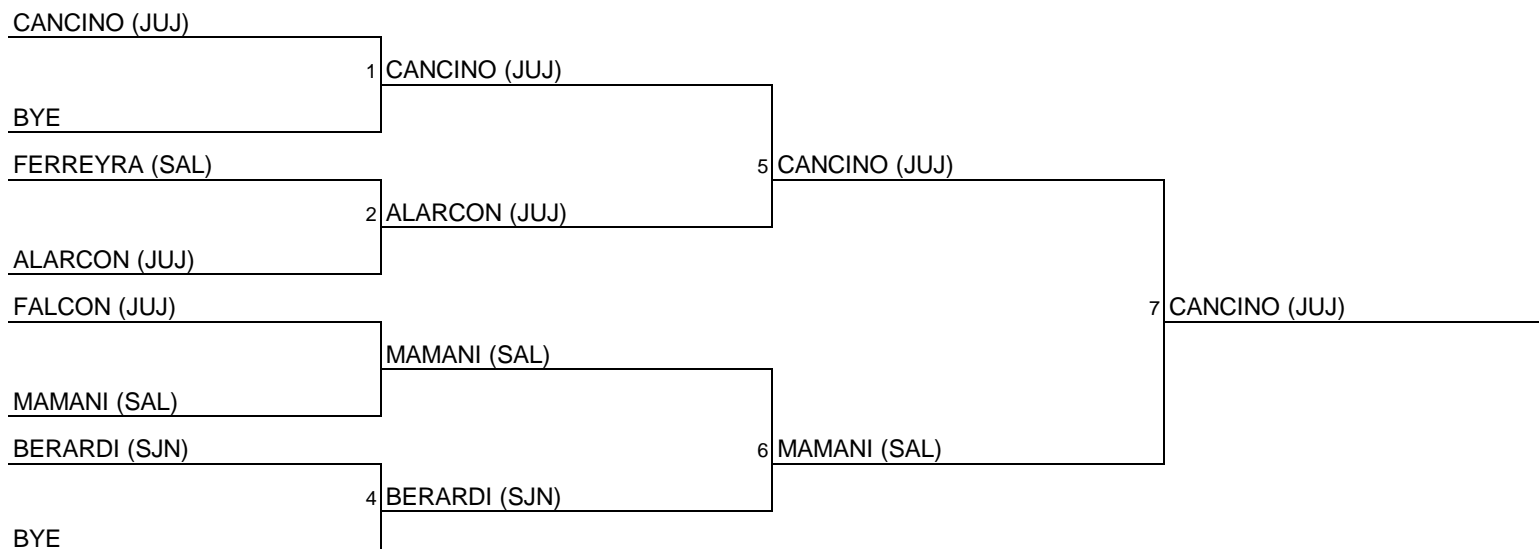 CANCINO (JUJ)
1 CANCINO (JUJ)
BYE
FERREYRA (SAL)
5 CANCINO (JUJ)
2 ALARCON (JUJ)
ALARCON (JUJ)
FALCON (JUJ)
7 CANCINO (JUJ)
MAMANI (SAL)
MAMANI (SAL)
BERARDI (SJN)
6 MAMANI (SAL)
4 BERARDI (SJN)
BYE